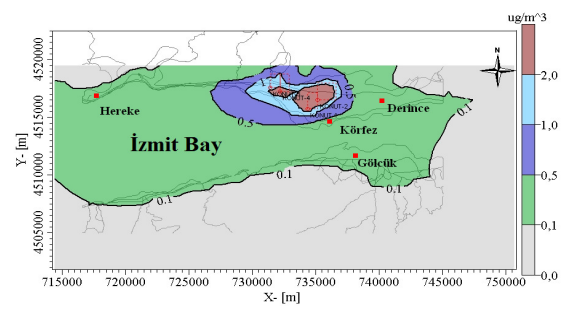 ug/m^3
N
2,0
1,0
0,5
0,1
0,0
4520000
4515000
4510000
4505000
Y- [m]
Hereke
Derince
Körfez
Gölcük
İzmit Bay
0.5
0.1
0.1
0.1
715000 720000 725000 730000 735000 740000 745000 750000
X- [m]